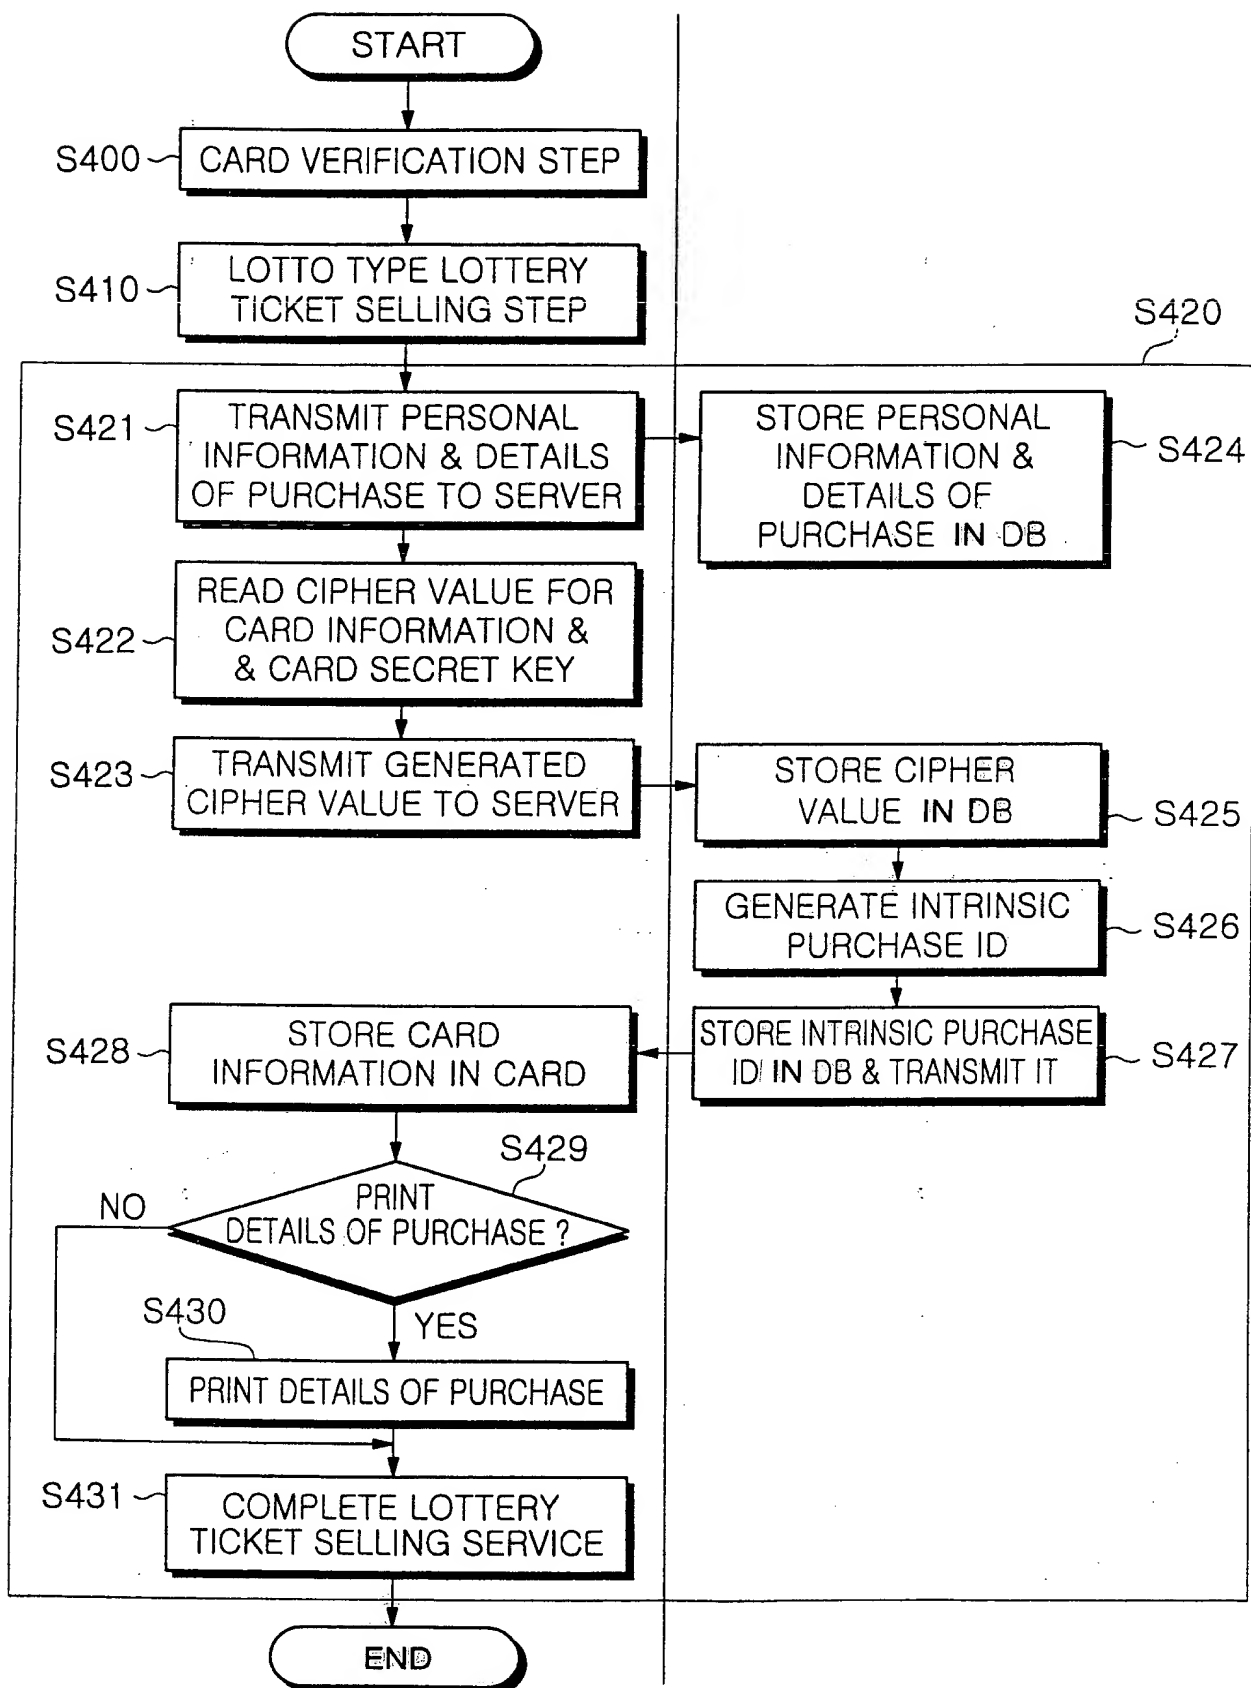 START
S400
CARD VERIFICATION STEP
S410
LOTTO TYPE LOTTERY
TICKET SELLING STEP
S420
S421
TRANSMIT PERSONAL
INFORMATION & DETAILS
OF PURCHASE TO SERVER
STORE PERSONAL
INFORMATION &
DETAILS OF
PURCHASE IN DB
S424
S422
READ CIPHER VALUE FOR
CARD INFORMATION &
& CARD SECRET KEY
S423
TRANSMIT GENERATED
CIPHER VALUE TO SERVER
STORE CIPHER
VALUE IN DB
S425
GENERATE INTRINSIC
PURCHASE ID
S426
STORE INTRINSIC PURCHASE
ID IN DB & TRANSMIT IT
S427
S428
STORE CARD
INFORMATION IN CARD
S429
PRINT
DETAILS OF PURCHASE ?
NO
YES
S430
PRINT DETAILS OF PURCHASE
S431
COMPLETE LOTTERY
TICKET SELLING SERVICE
END